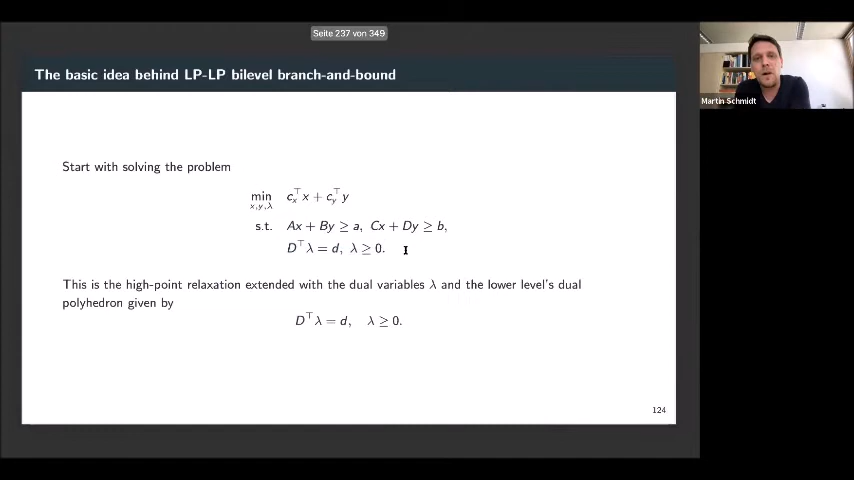 Seite 237 von 349
The basic idea behind LP-LP bilevel branch-and-bound
Martin Schmidt
Start with solving the problem
min x,y,λ c_x^⊤ x + c_y^⊤ y
s.t. Ax + By ≥ a, Cx + Dy ≥ b,
D^⊤ λ = d, λ ≥ 0.
This is the high-point relaxation extended with the dual variables λ and the lower level's dual
polyhedron given by
D^⊤ λ = d, λ ≥ 0.
124